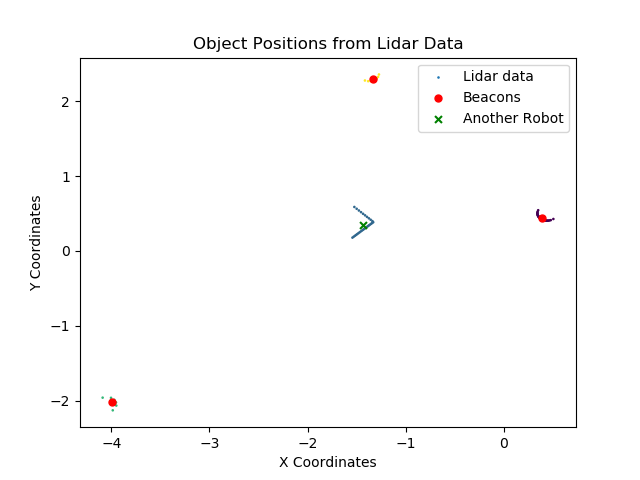 Object Positions from Lidar Data
Lidar data
Beacons
Another Robot
2
1
0
−1
−2
Y Coordinates
−4
−3
−2
−1
0
X Coordinates